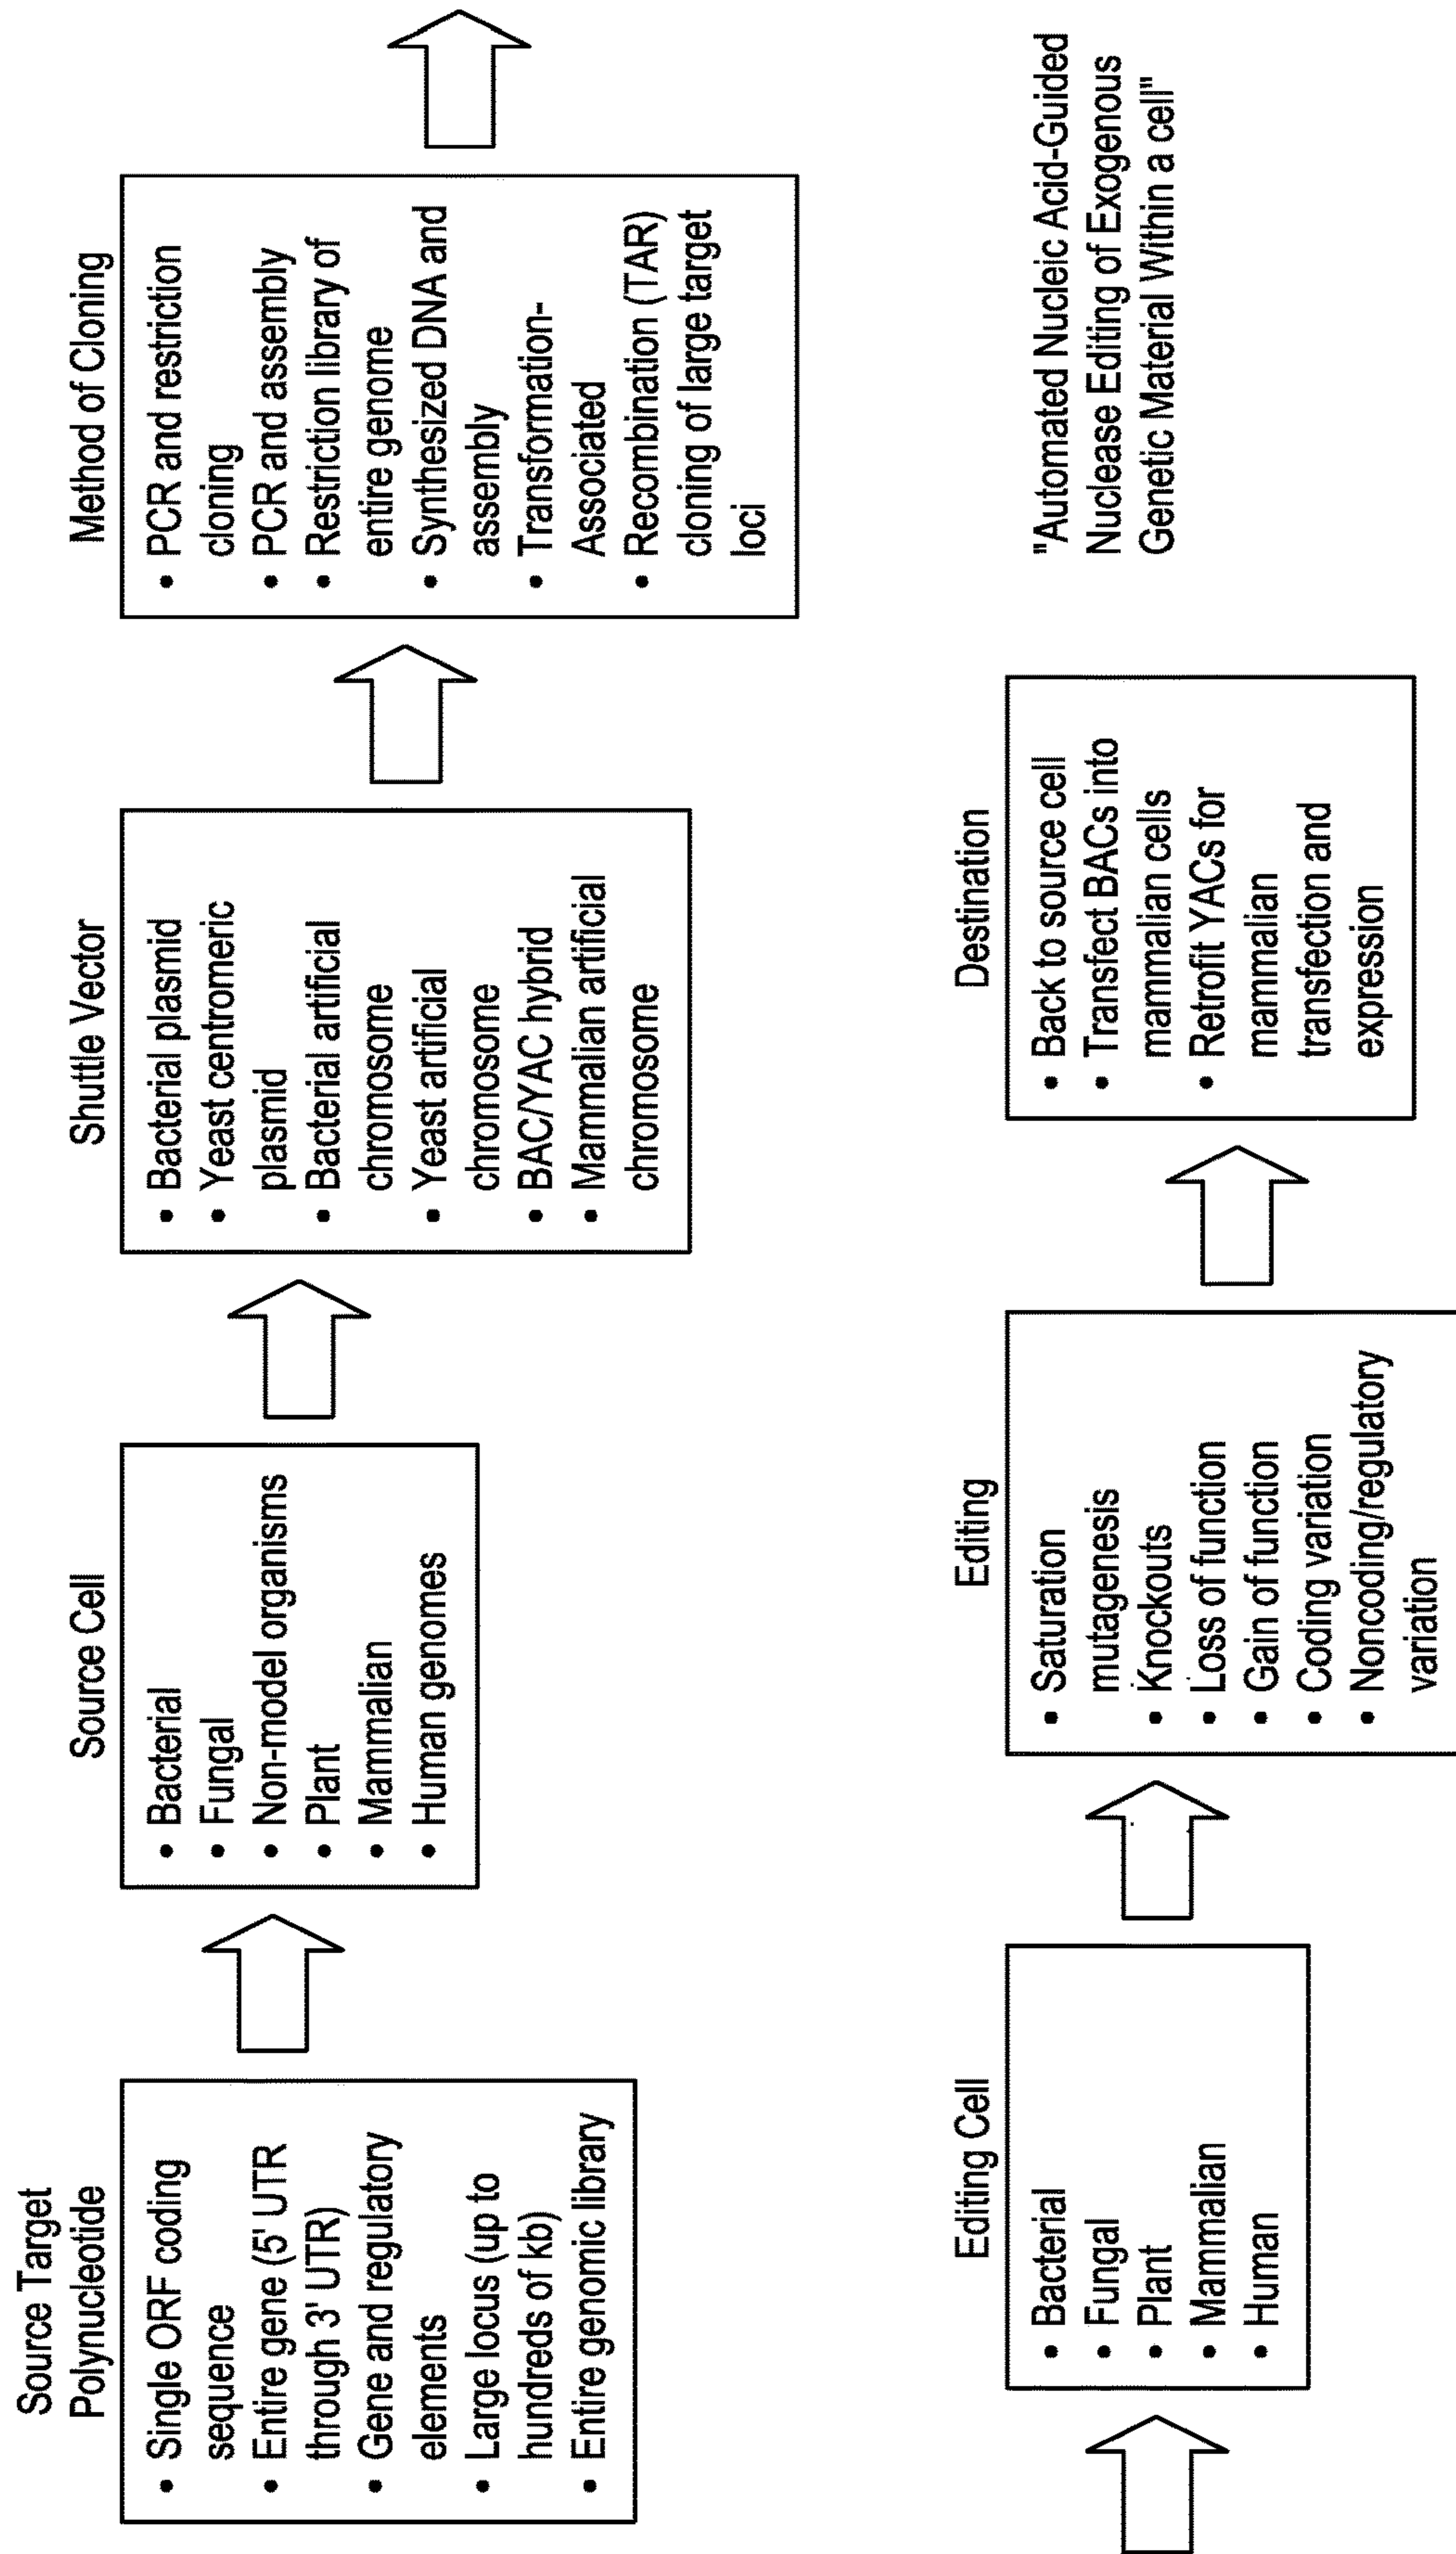 Source Target
Polynucleotide
• Single ORF coding
sequence
• Entire gene (5' UTR
through 3' UTR)
• Gene and regulatory
elements
• Large locus (up to
hundreds of kb)
• Entire genomic library
Source Cell
• Bacterial
• Fungal
• Non-model organisms
• Plant
• Mammalian
• Human genomes
Shuttle Vector
• Bacterial plasmid
• Yeast centromeric
plasmid
• Bacterial artificial
chromosome
• Yeast artificial
chromosome
• BAC/YAC hybrid
• Mammalian artificial
chromosome
Method of Cloning
• PCR and restriction
cloning
• PCR and assembly
• Restriction library of
entire genome
• Synthesized DNA and
assembly
• Transformation-
Associated
• Recombination (TAR)
cloning of large target
loci
Editing Cell
• Bacterial
• Fungal
• Plant
• Mammalian
• Human
Editing
• Saturation
mutagenesis
• Knockouts
• Loss of function
• Gain of function
• Coding variation
• Noncoding/regulatory
variation
Destination
• Back to source cell
• Transfect BACs into
mammalian cells
• Retrofit YACs for
mammalian
transfection and
expression
"Automated Nucleic Acid-Guided
Nuclease Editing of Exogenous
Genetic Material Within a cell"